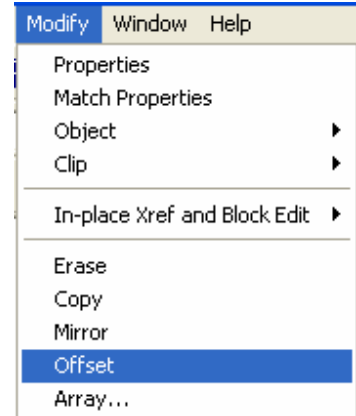 Modify Window Help
Properties
Match Properties
Object
Clip
In-place Xref and Block Edit
Erase
Copy
Mirror
Offset
Array...